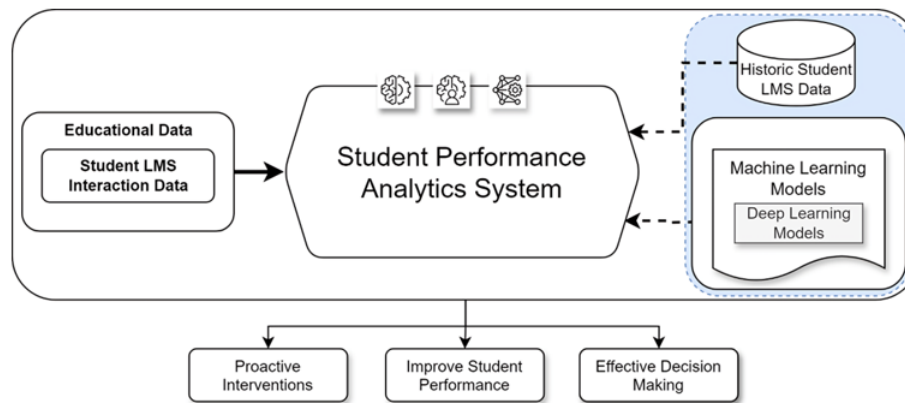 Educational Data
Student LMS
Interaction Data
Student Performance
Analytics System
Historic Student
LMS Data
Machine Learning
Models
Deep Learning
Models
Proactive
Interventions
Improve Student
Performance
Effective Decision
Making